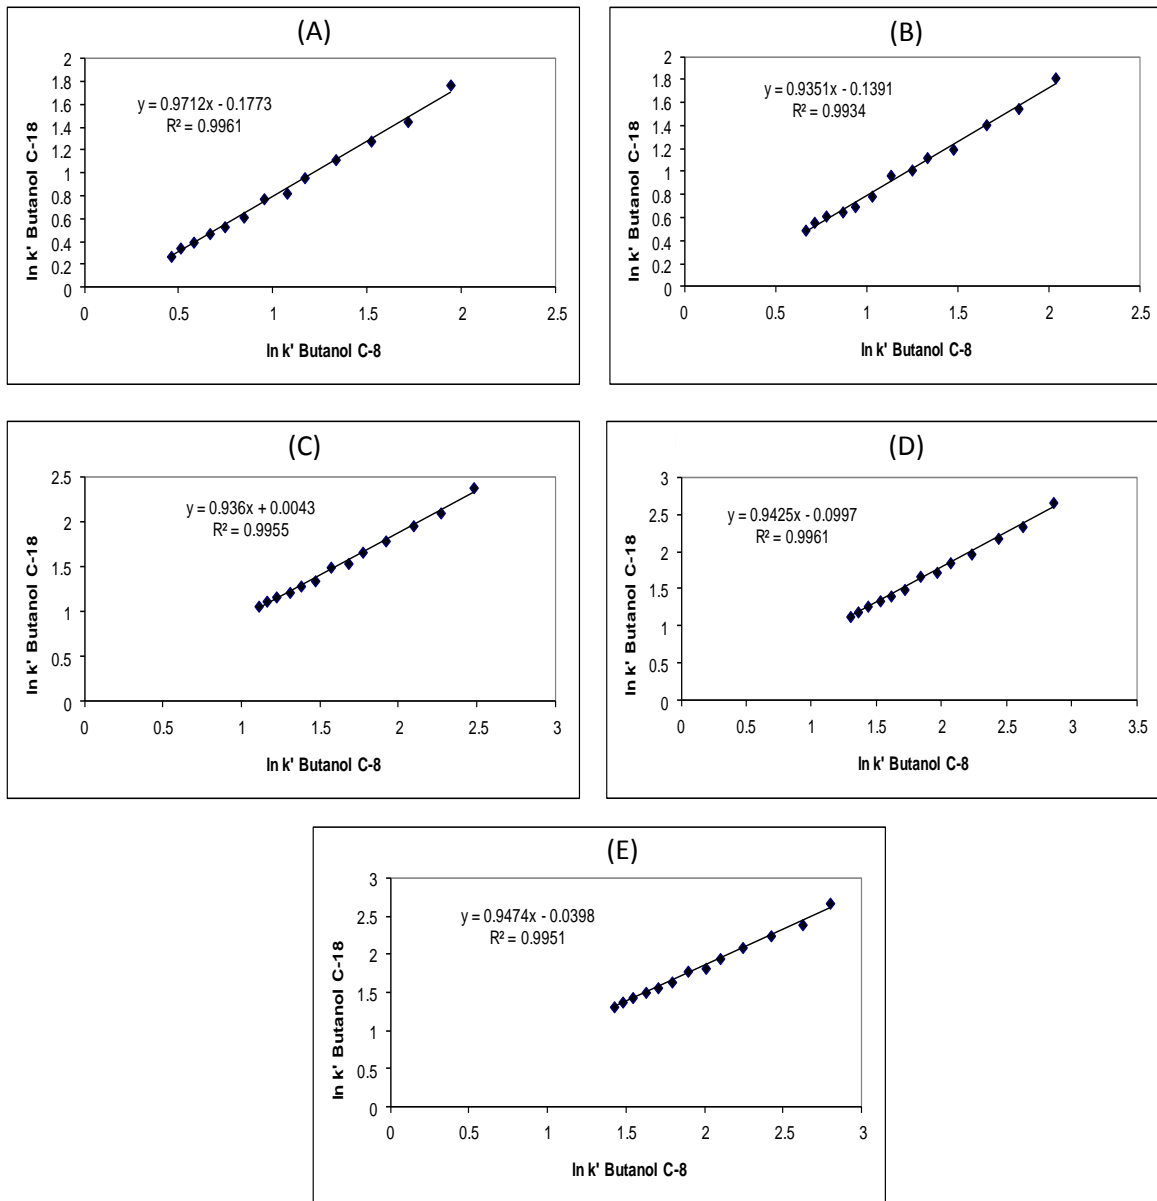 (A)
y = 0.9712x - 0.1773
R² = 0.9961
ln k' Butanol C-18
2
1.8
1.6
1.4
1.2
1
0.8
0.6
0.4
0.2
0
0 0.5 1 1.5 2 2.5
ln k' Butanol C-8
(B)
y = 0.9351x - 0.1391
R² = 0.9934
ln k' Butanol C-18
2
1.8
1.6
1.4
1.2
1
0.8
0.6
0.4
0.2
0
0 0.5 1 1.5 2 2.5
ln k' Butanol C-8
(C)
y = 0.936x + 0.0043
R² = 0.9955
ln k' Butanol C-18
2.5
2
1.5
1
0.5
0
0 0.5 1 1.5 2 2.5 3
ln k' Butanol C-8
(D)
y = 0.9425x - 0.0997
R² = 0.9961
ln k' Butanol C-18
3
2.5
2
1.5
1
0.5
0
0 0.5 1 1.5 2 2.5 3 3.5
ln k' Butanol C-8
(E)
y = 0.9474x - 0.0398
R² = 0.9951
ln k' Butanol C-18
3
2.5
2
1.5
1
0.5
0
0 0.5 1 1.5 2 2.5 3
ln k' Butanol C-8